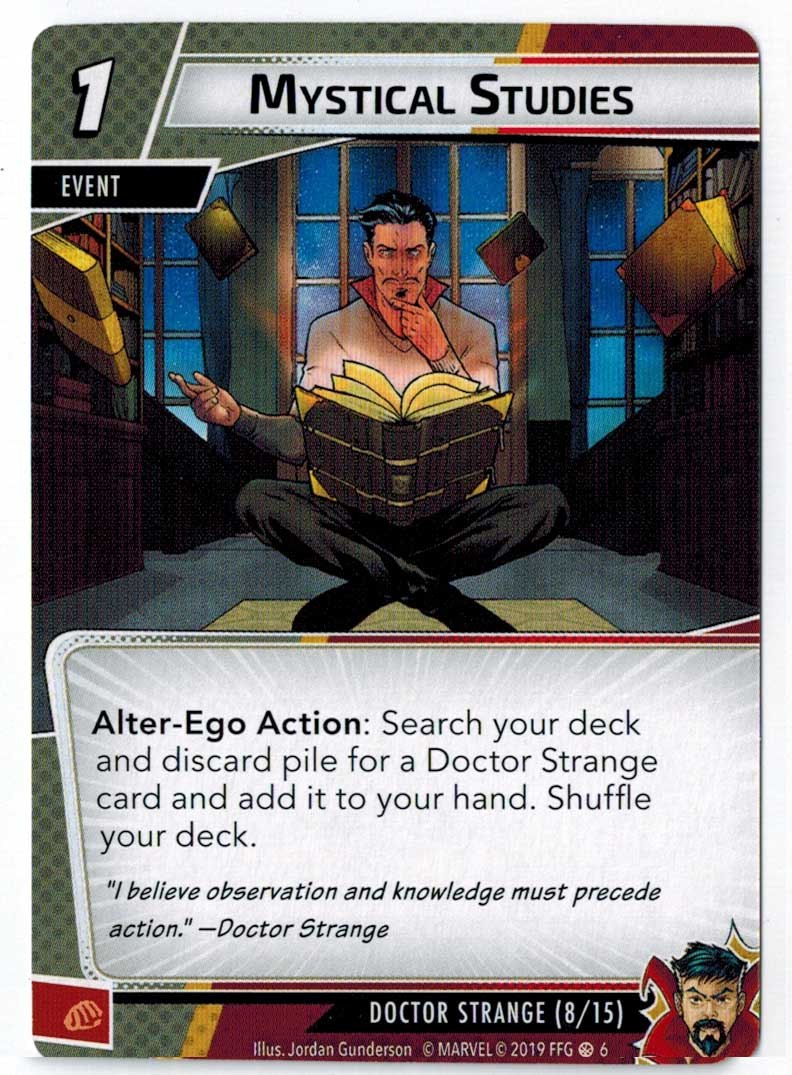 1
MYSTICAL STUDIES
EVENT
Alter-Ego Action: Search your deck
and discard pile for a Doctor Strange
card and add it to your hand. Shuffle
your deck.
"I believe observation and knowledge must precede
action." —Doctor Strange
DOCTOR STRANGE (8/15)
Illus. Jordan Gunderson © MARVEL © 2019 FFG 6